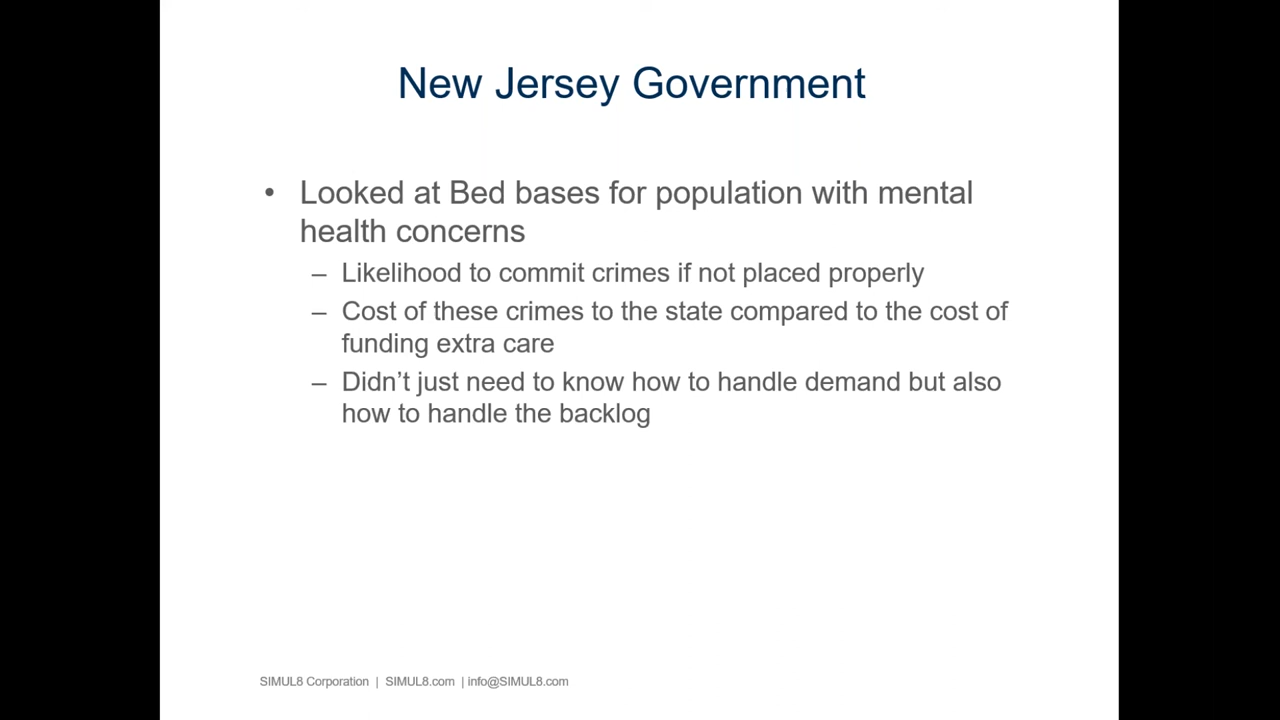 New Jersey Government
• Looked at Bed bases for population with mental
health concerns
– Likelihood to commit crimes if not placed properly
– Cost of these crimes to the state compared to the cost of
funding extra care
– Didn’t just need to know how to handle demand but also
how to handle the backlog
SIMUL8 Corporation | SIMUL8.com | info@SIMUL8.com